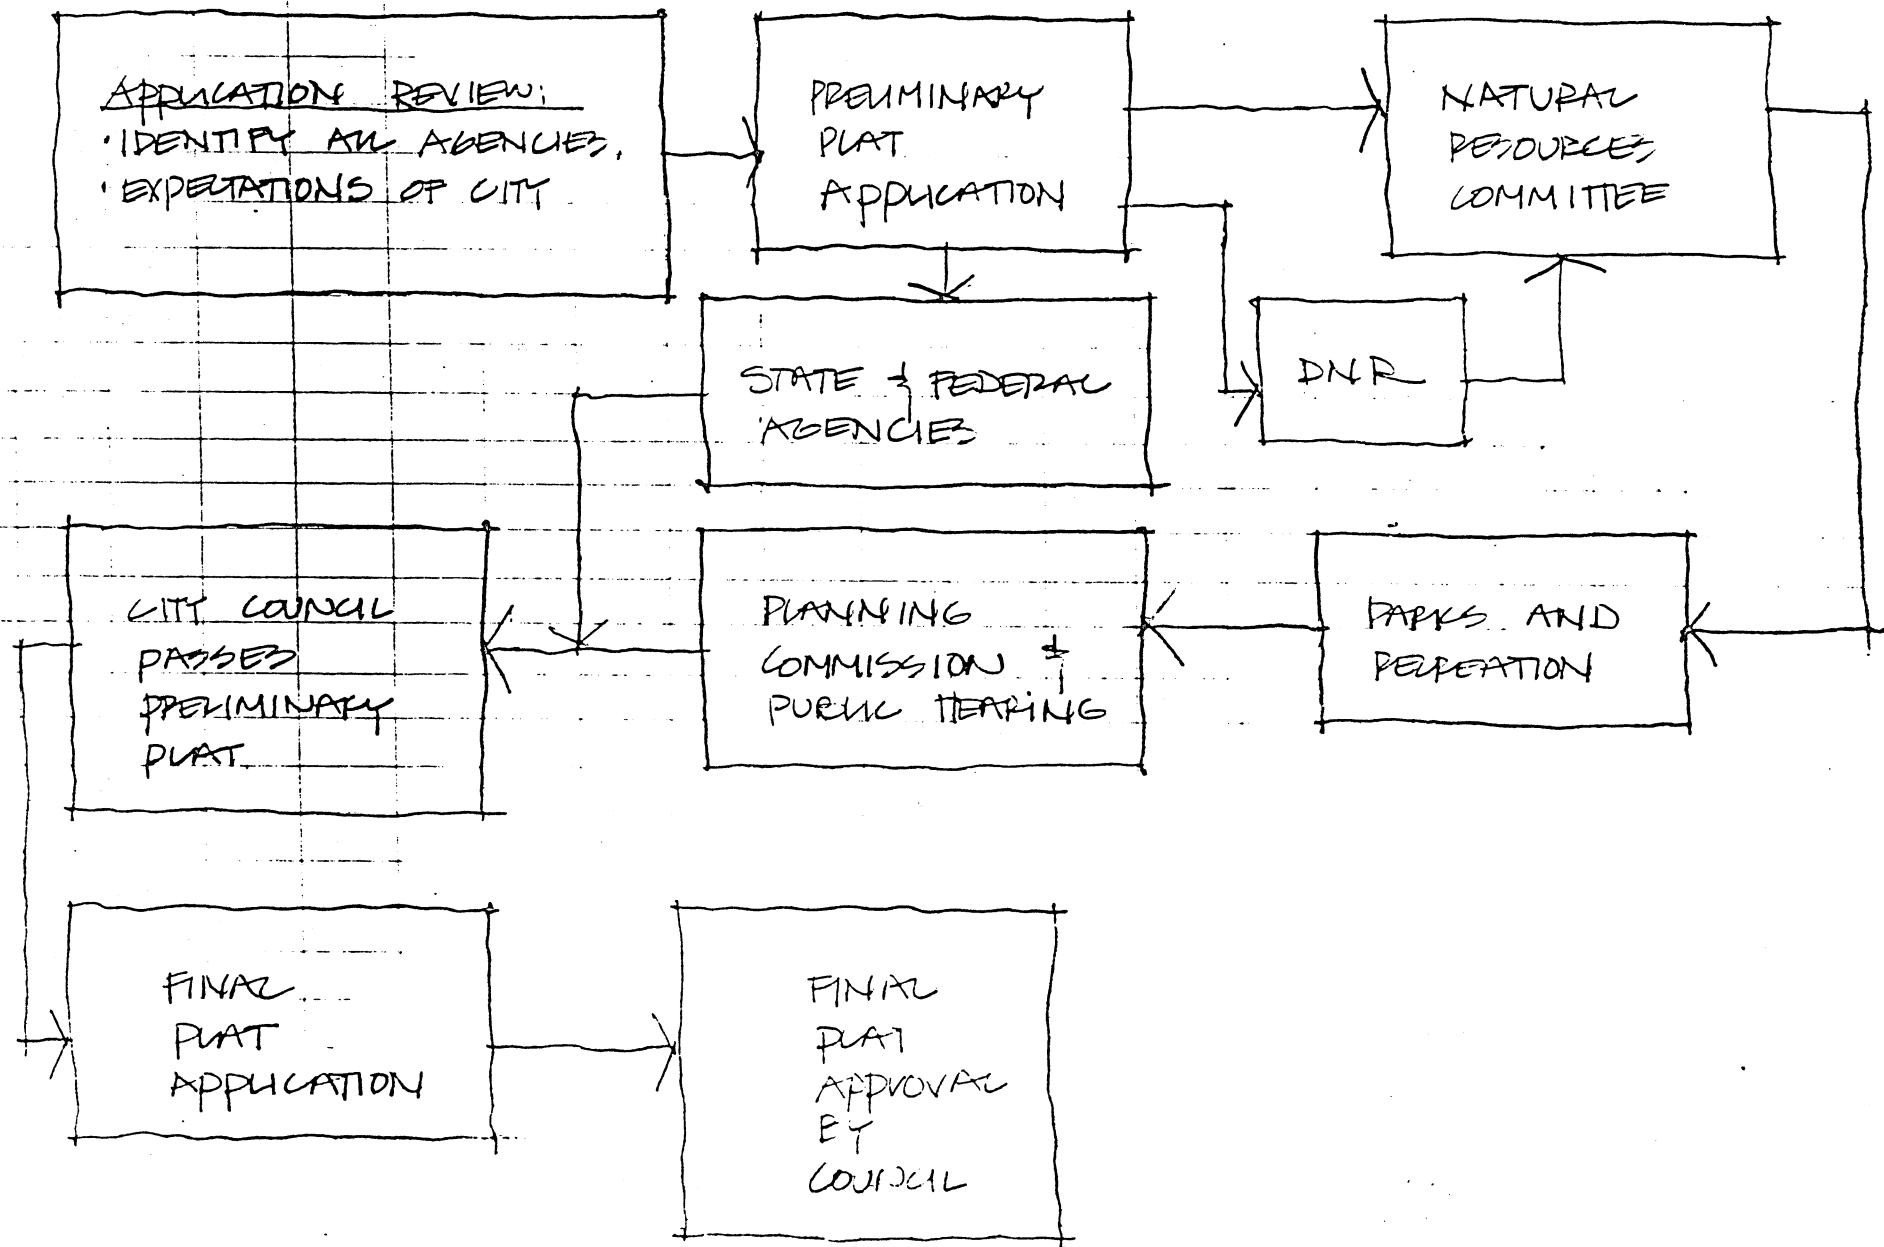 APPLICATION REVIEW:
• IDENTIFY ALL AGENCIES.
• EXPECTATIONS OF CITY
PRELIMINARY
PLAT
APPLICATION
NATURAL
RESOURCES
COMMITTEE
STATE & FEDERAL
AGENCIES
DNR
CITY COUNCIL
PASSES
PRELIMINARY
PLAT
PLANNING
COMMISSION &
PUBLIC HEARING
PARKS AND
RECREATION
FINAL
PLAT
APPLICATION
FINAL
PLAT
APPROVAL
BY
COUNCIL